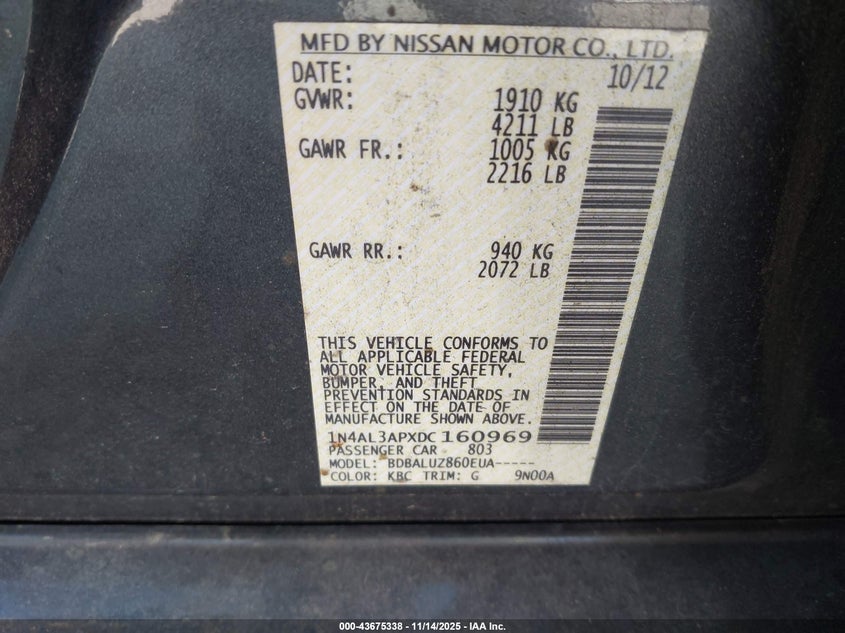 MFD BY NISSAN MOTOR CO., LTD.
DATE: 10/12
GVWR: 1910 KG
4211 LB
GAWR FR.: 1005 KG
2216 LB
GAWR RR.: 940 KG
2072 LB
THIS VEHICLE CONFORMS TO
ALL APPLICABLE FEDERAL
MOTOR VEHICLE SAFETY,
BUMPER, AND THEFT
PREVENTION STANDARDS IN
EFFECT ON THE DATE OF
MANUFACTURE SHOWN ABOVE.
1N4AL3APXDC160969
PASSENGER CAR 803
MODEL: BDBALUZ860EUA-----
COLOR: KBC TRIM: G 9N00A
000-43675338 - 11/14/2025 - IAA Inc.